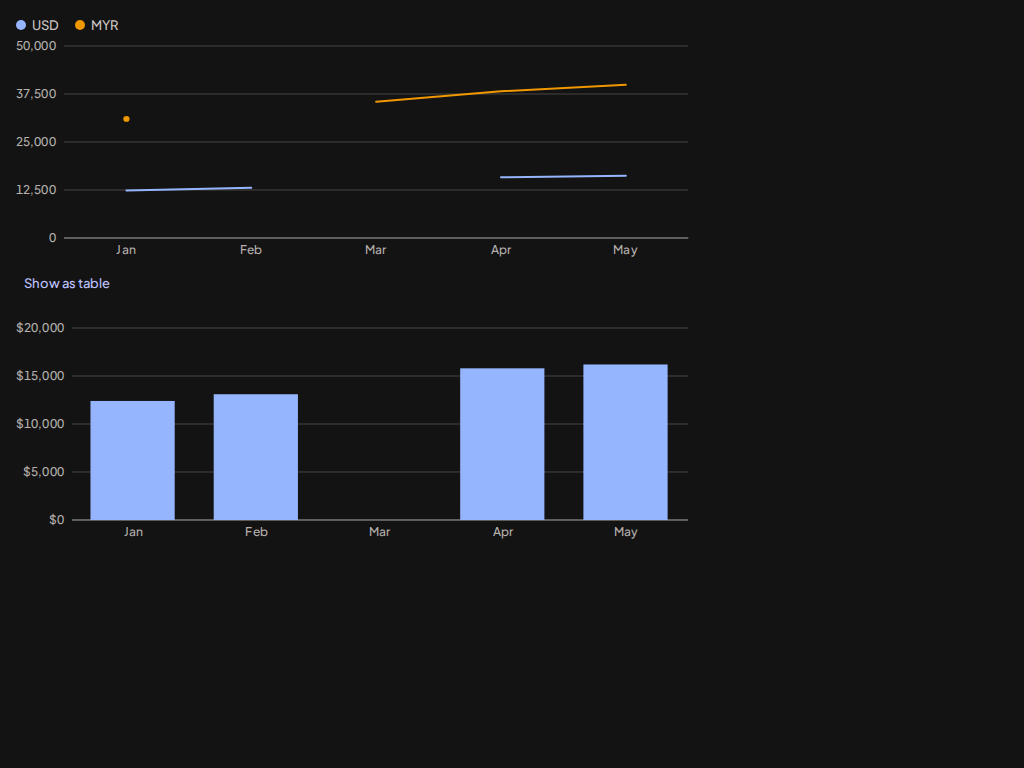 USD MYR
50,000
37,500
25,000
12,500
0
Jan Feb Mar Apr May
Show as table
$20,000
$15,000
$10,000
$5,000
$0
Jan Feb Mar Apr May